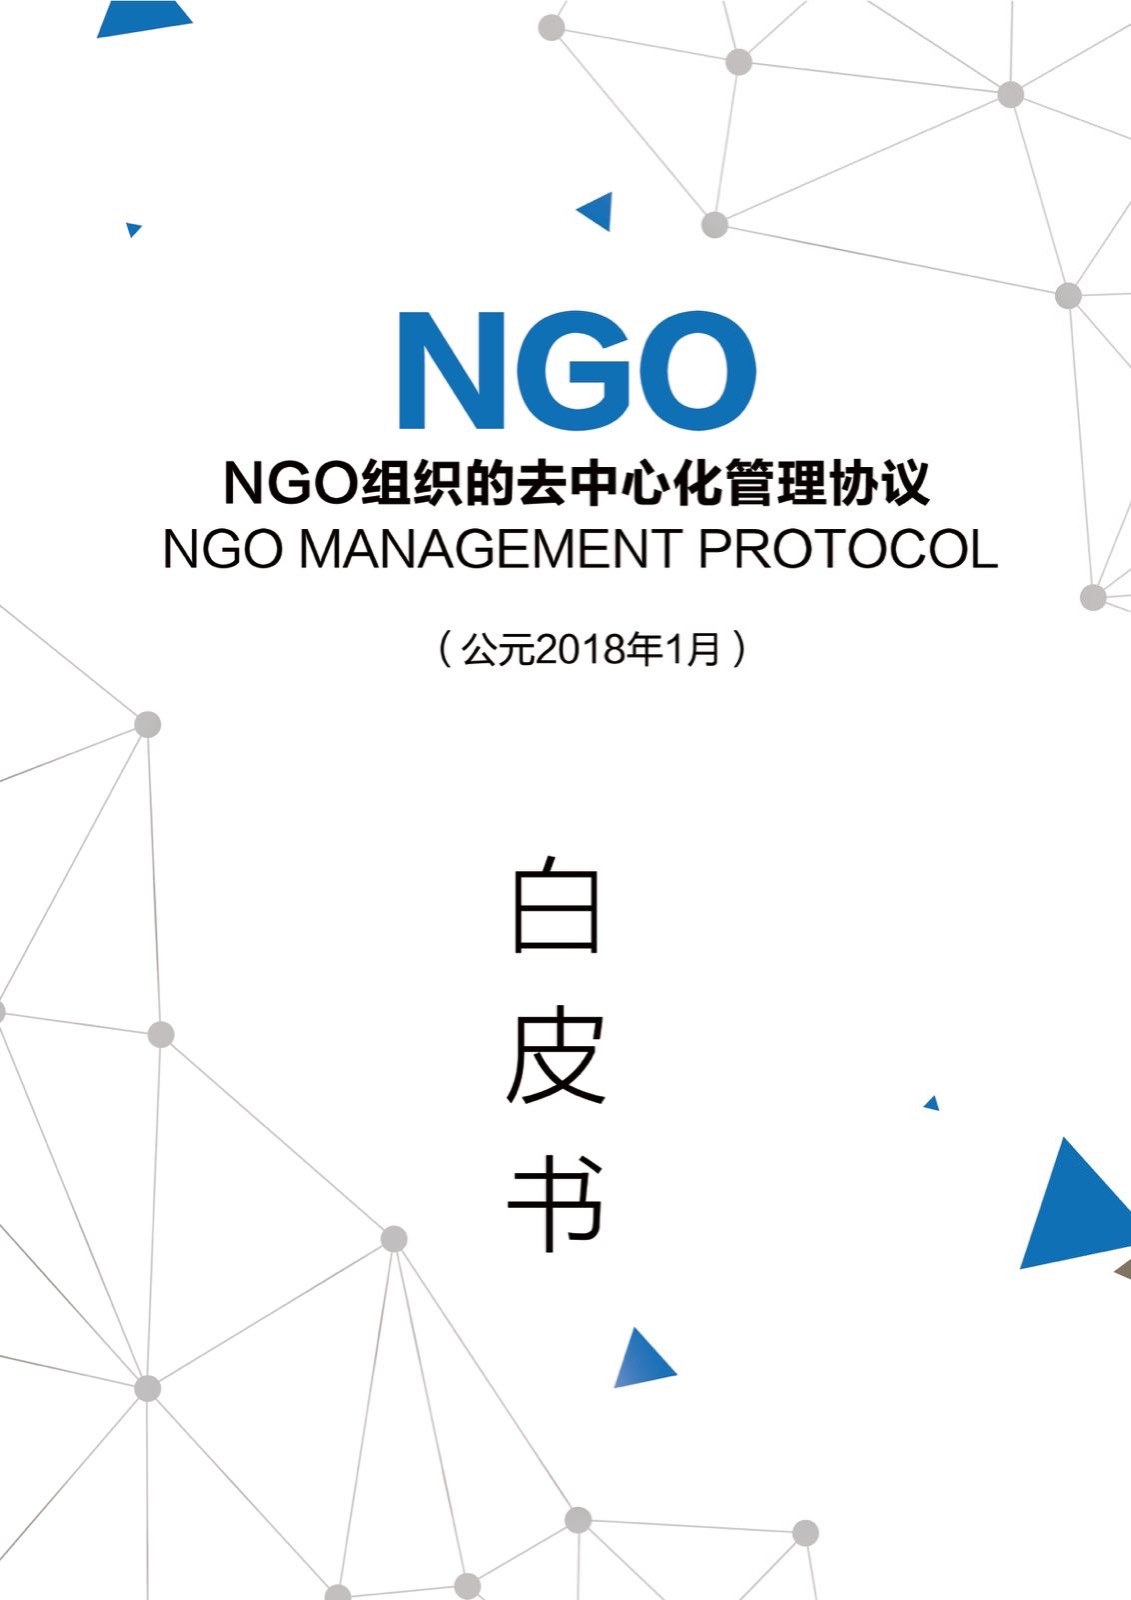 NGO
NGO组织的去中心化管理协议
NGO MANAGEMENT PROTOCOL
（公元2018年1月）
白
皮
书